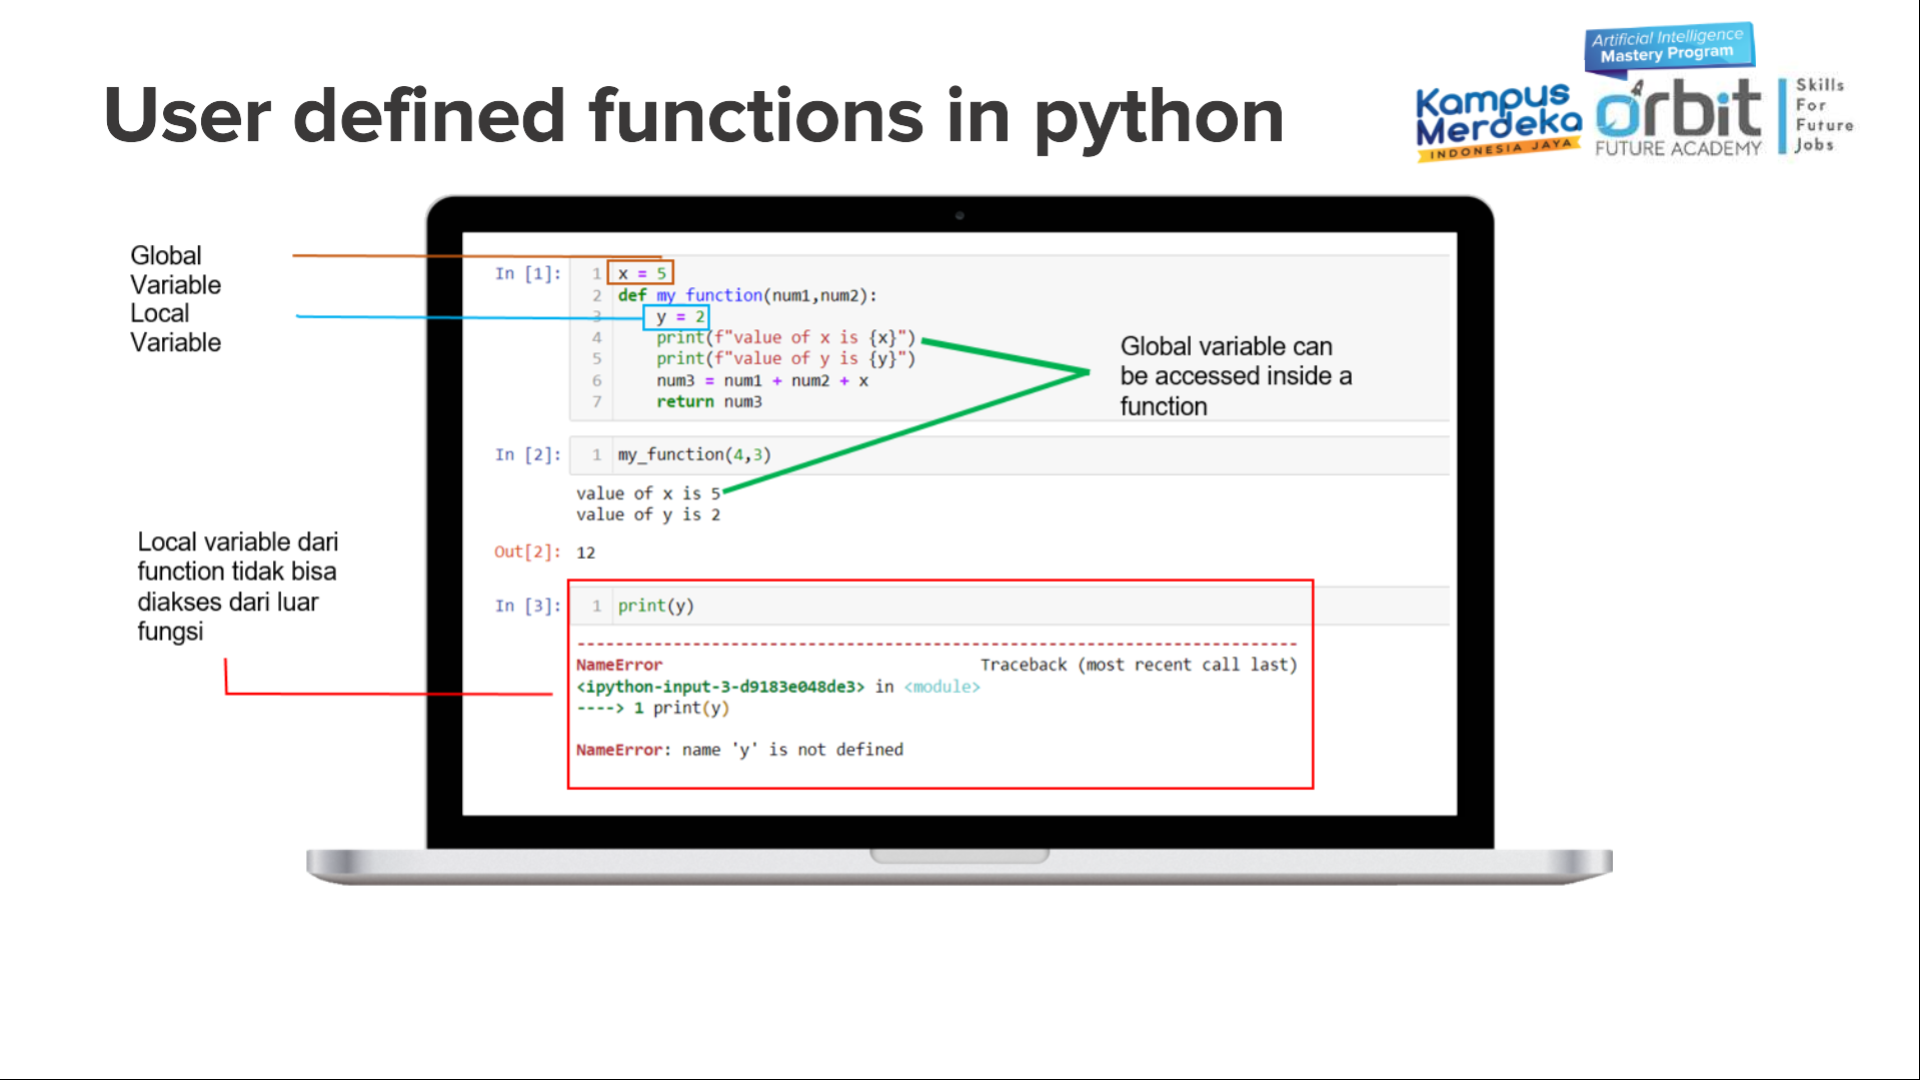 User defined functions in python
Artificial Intelligence
Mastery Program
Kampus
Merdeka
INDONESIA JAYA
orbit
FUTURE ACADEMY
Skills
For
Future
Jobs
Global
Variable
Local
Variable
In [1]:
1 x = 5
2 def my_function(num1,num2):
3 y = 2
4 print(f"value of x is {x}")
5 print(f"value of y is {y}")
6 num3 = num1 + num2 + x
7 return num3
Global variable can
be accessed inside a
function
In [2]: 1 my_function(4,3)
value of x is 5
value of y is 2
Out[2]: 12
Local variable dari
function tidak bisa
diakses dari luar
fungsi
In [3]: 1 print(y)
---------------------------------------------------------------------------
NameError Traceback (most recent call last)
<ipython-input-3-d9183e048de3> in <module>
----> 1 print(y)
NameError: name 'y' is not defined